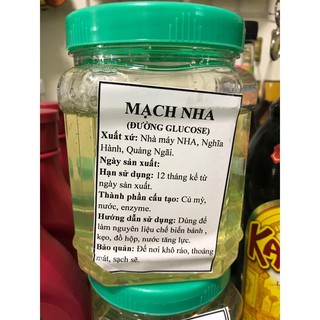 MẠCH NHA
(ĐƯỜNG GLUCOSE)
Xuất xứ: Nhà máy NHA, Nghĩa
Hành, Quảng Ngãi.
Ngày sản xuất:
Hạn sử dụng: 12 tháng kể từ
ngày sản xuất.
Thành phần cấu tạo: Củ mỳ,
nước, enzyme.
Hướng dẫn sử dụng: Dùng để
làm nguyên liệu chế biến bánh ,
kẹo, đồ hộp, nước tăng lực.
Bảo quản: Để nơi khô ráo, thoáng
mát, sạch sẽ.